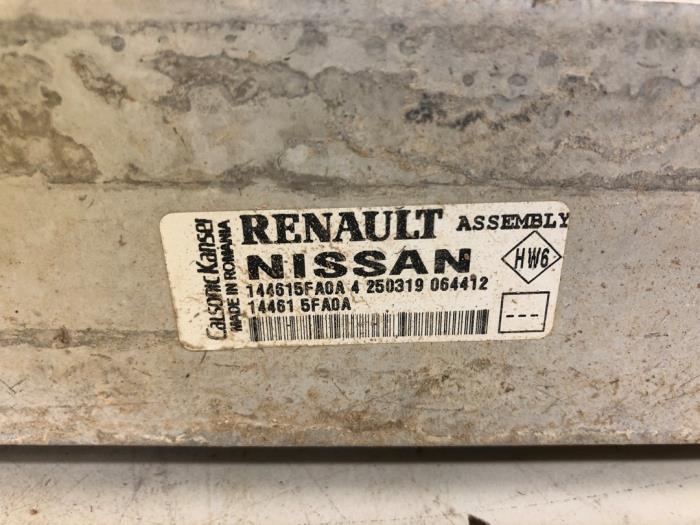 Calsonic Kansei
MADE IN ROMANIA
RENAULT ASSEMBLY
NISSAN
HW6
144615FA0A 4 250319 064412
14461 5FA0A
---